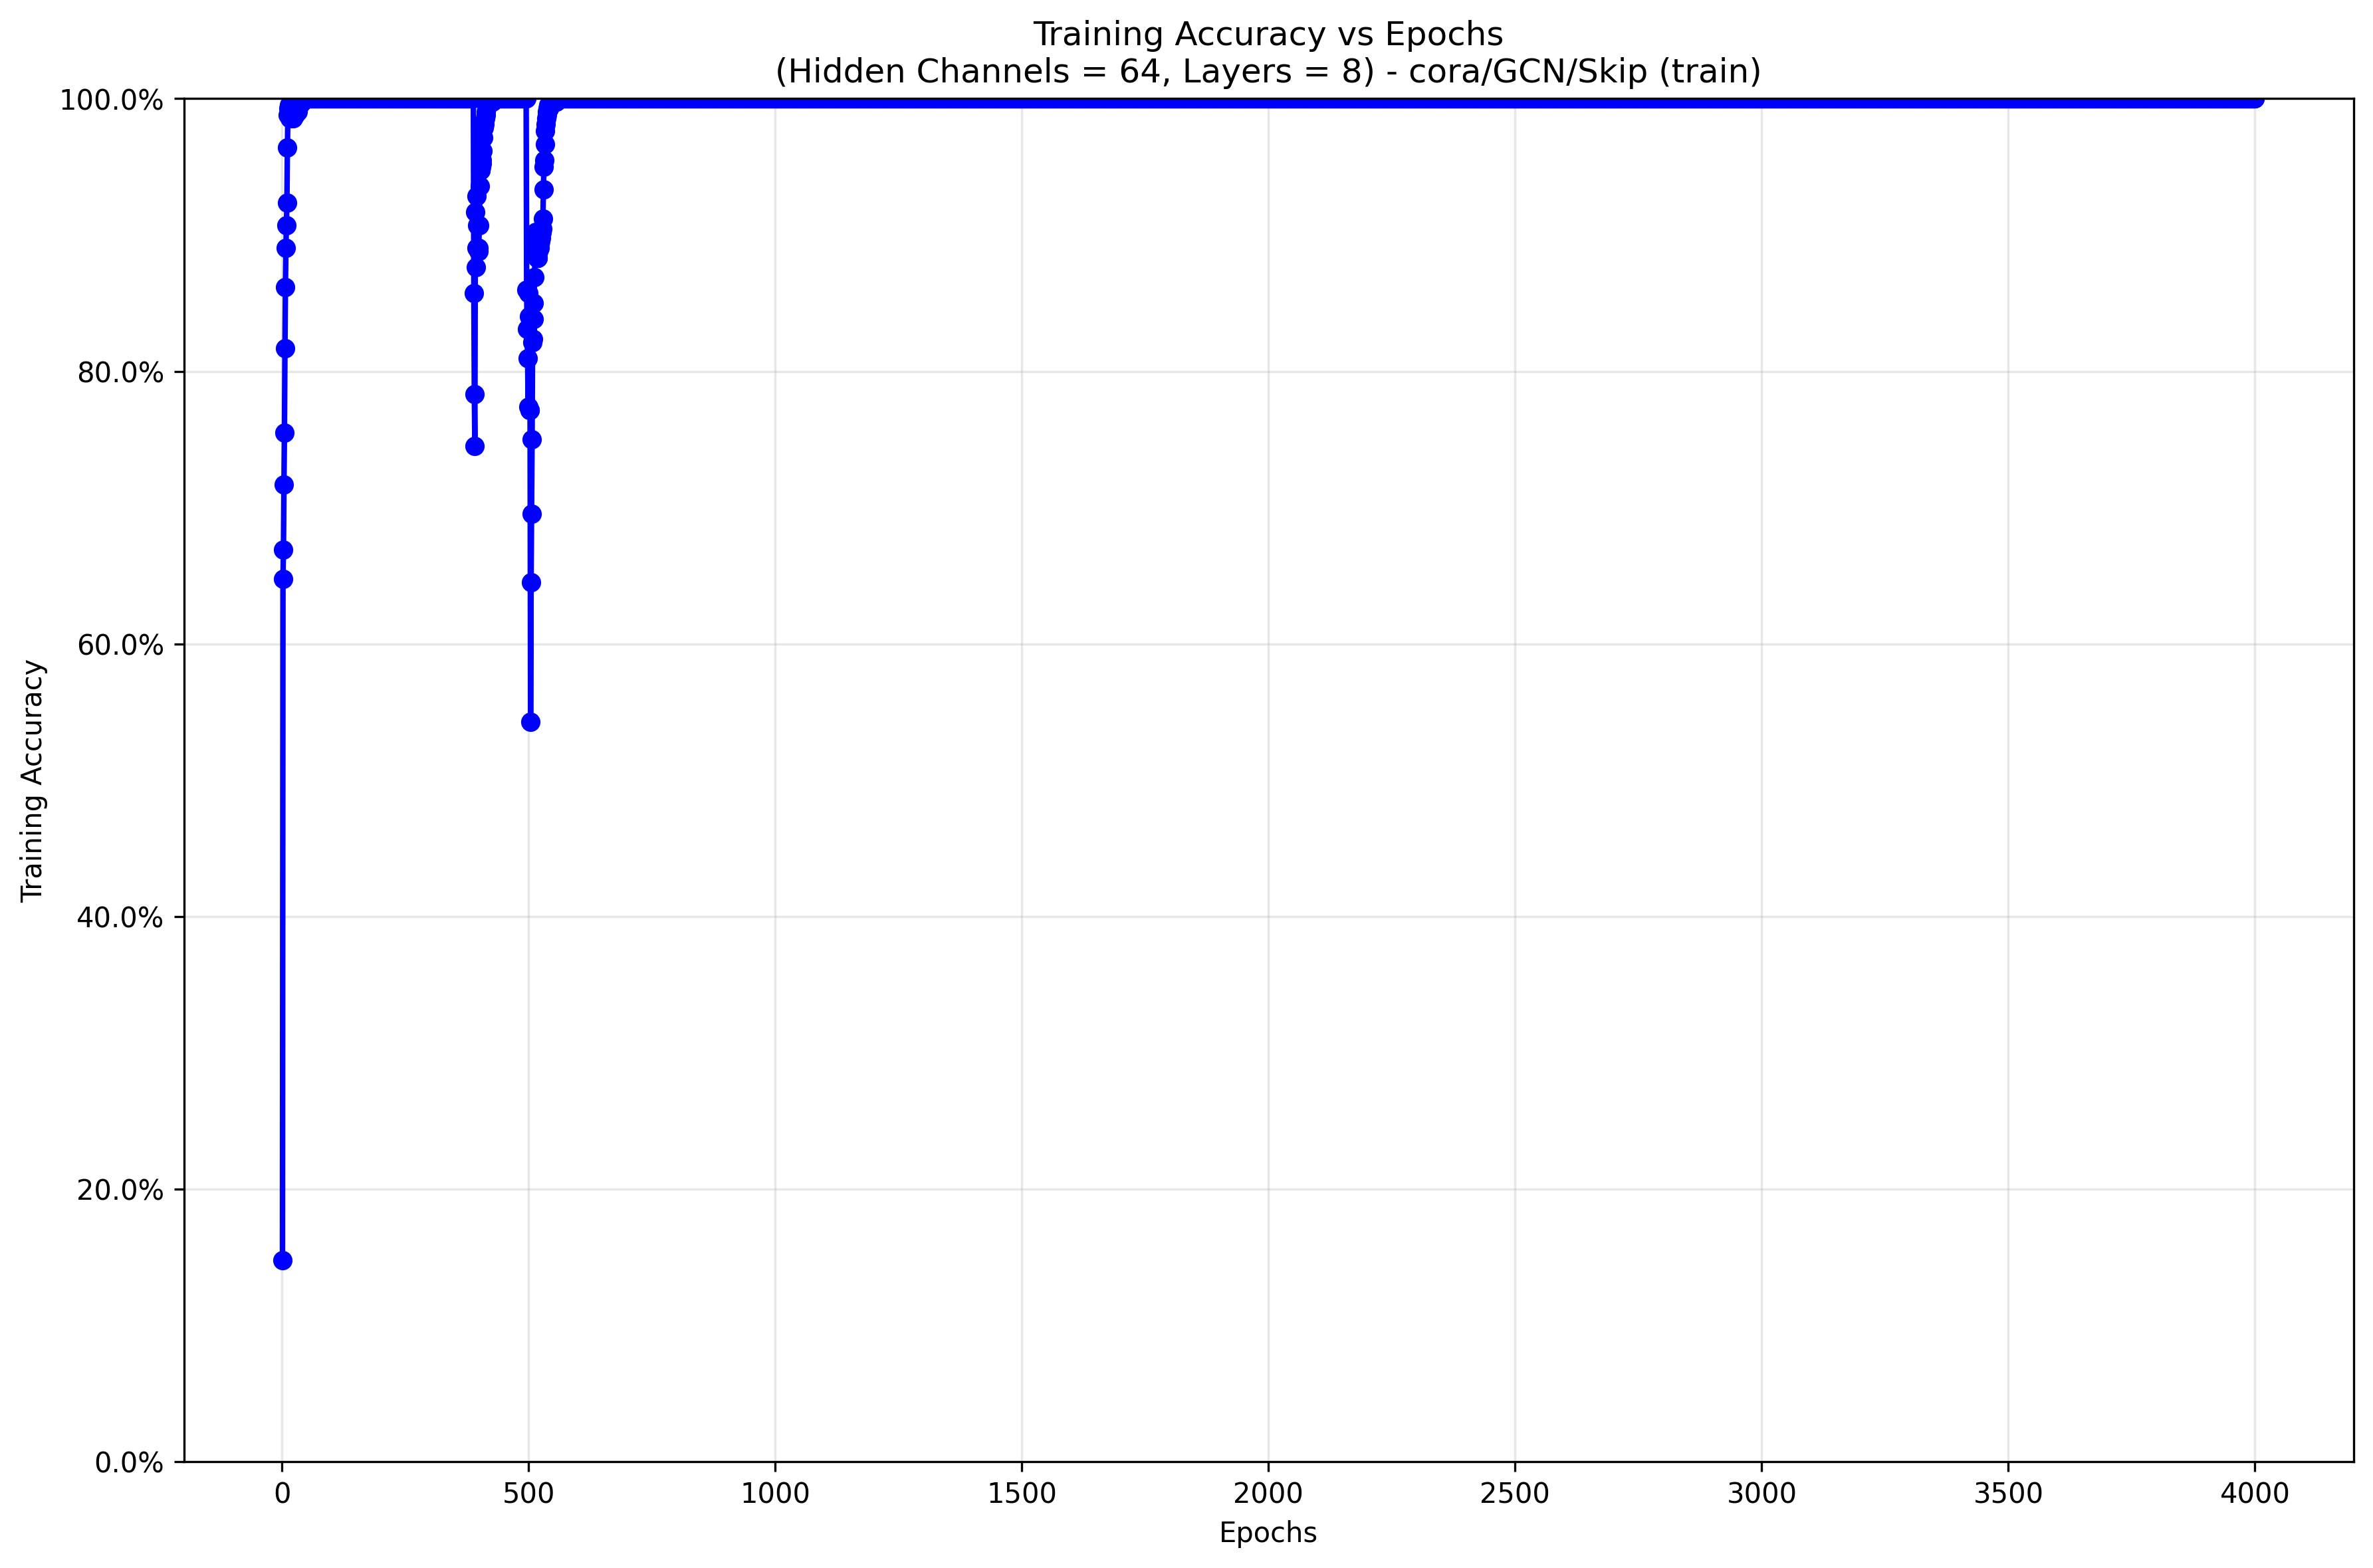 Training Accuracy vs Epochs
(Hidden Channels = 64, Layers = 8) - cora/GCN/Skip (train)
100.0%
80.0%
60.0%
40.0%
20.0%
0.0%
Training Accuracy
0 500 1000 1500 2000 2500 3000 3500 4000
Epochs